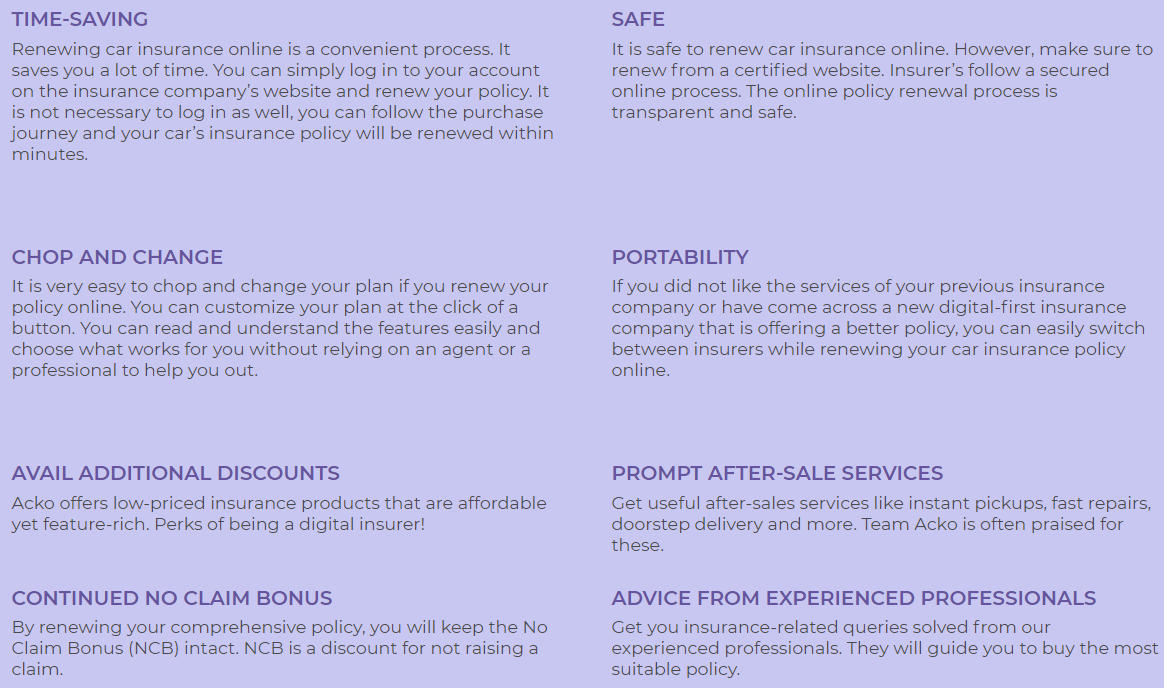 TIME-SAVING
Renewing car insurance online is a convenient process. It
saves you a lot of time. You can simply log in to your account
on the insurance company's website and renew your policy. It
is not necessary to log in as well, you can follow the purchase
journey and your car's insurance policy will be renewed within
minutes.
SAFE
It is safe to renew car insurance online. However, make sure to
renew from a certified website. Insurer's follow a secured
online process. The online policy renewal process is
transparent and safe.
CHOP AND CHANGE
It is very easy to chop and change your plan if you renew your
policy online. You can customize your plan at the click of a
button. You can read and understand the features easily and
choose what works for you without relying on an agent or a
professional to help you out.
PORTABILITY
If you did not like the services of your previous insurance
company or have come across a new digital-first insurance
company that is offering a better policy, you can easily switch
between insurers while renewing your car insurance policy
online.
AVAIL ADDITIONAL DISCOUNTS
Acko offers low-priced insurance products that are affordable
yet feature-rich. Perks of being a digital insurer!
PROMPT AFTER-SALE SERVICES
Get useful after-sales services like instant pickups, fast repairs,
doorstep delivery and more. Team Acko is often praised for
these.
CONTINUED NO CLAIM BONUS
By renewing your comprehensive policy, you will keep the No
Claim Bonus (NCB) intact. NCB is a discount for not raising a
claim.
ADVICE FROM EXPERIENCED PROFESSIONALS
Get you insurance-related queries solved from our
experienced professionals. They will guide you to buy the most
suitable policy.